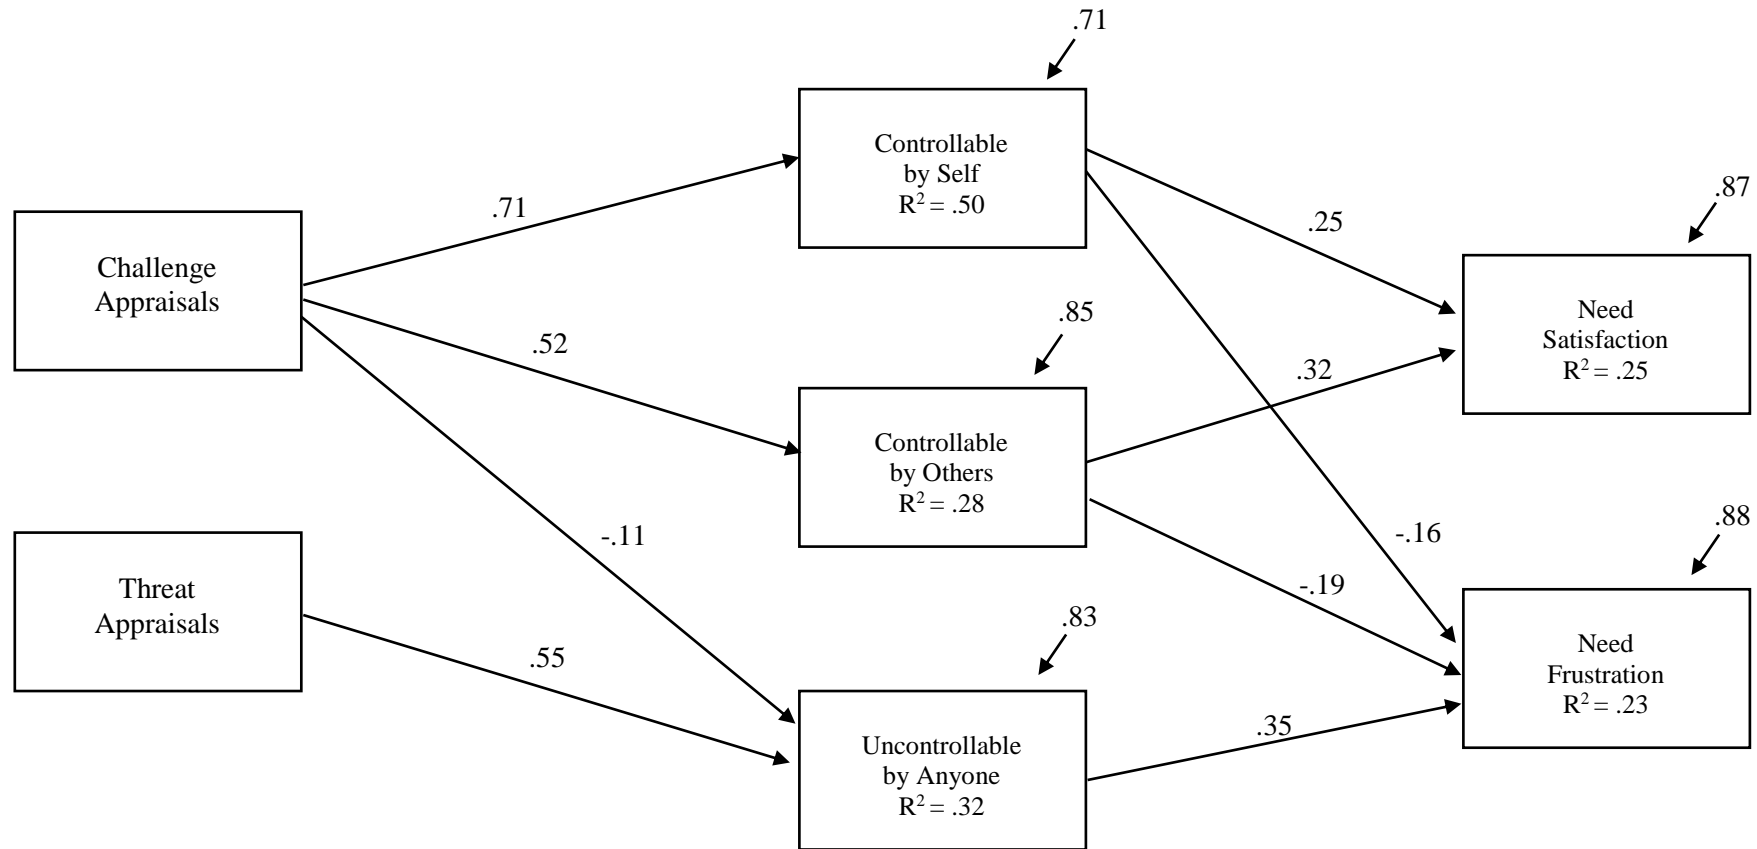 .71
Controllable
by Self
R² = .50
.87
.71
.25
Challenge
Appraisals
Need
Satisfaction
R² = .25
.85
.52
.32
Controllable
by Others
R² = .28
-.11
-.16
.88
Threat
Appraisals
-.19
.83
.55
Need
Frustration
R² = .23
.35
Uncontrollable
by Anyone
R² = .32